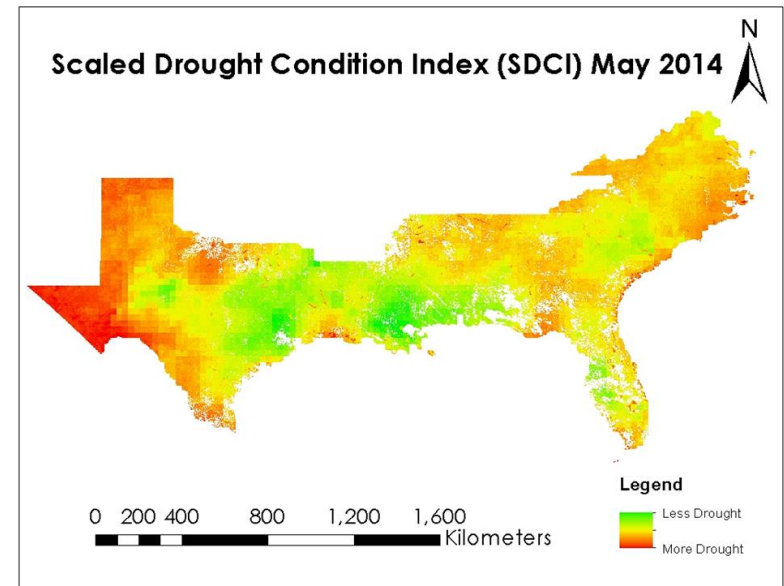 N
Scaled Drought Condition Index (SDCI) May 2014
Legend
Less Drought
More Drought
0 200 400 800 1,200 1,600
Kilometers